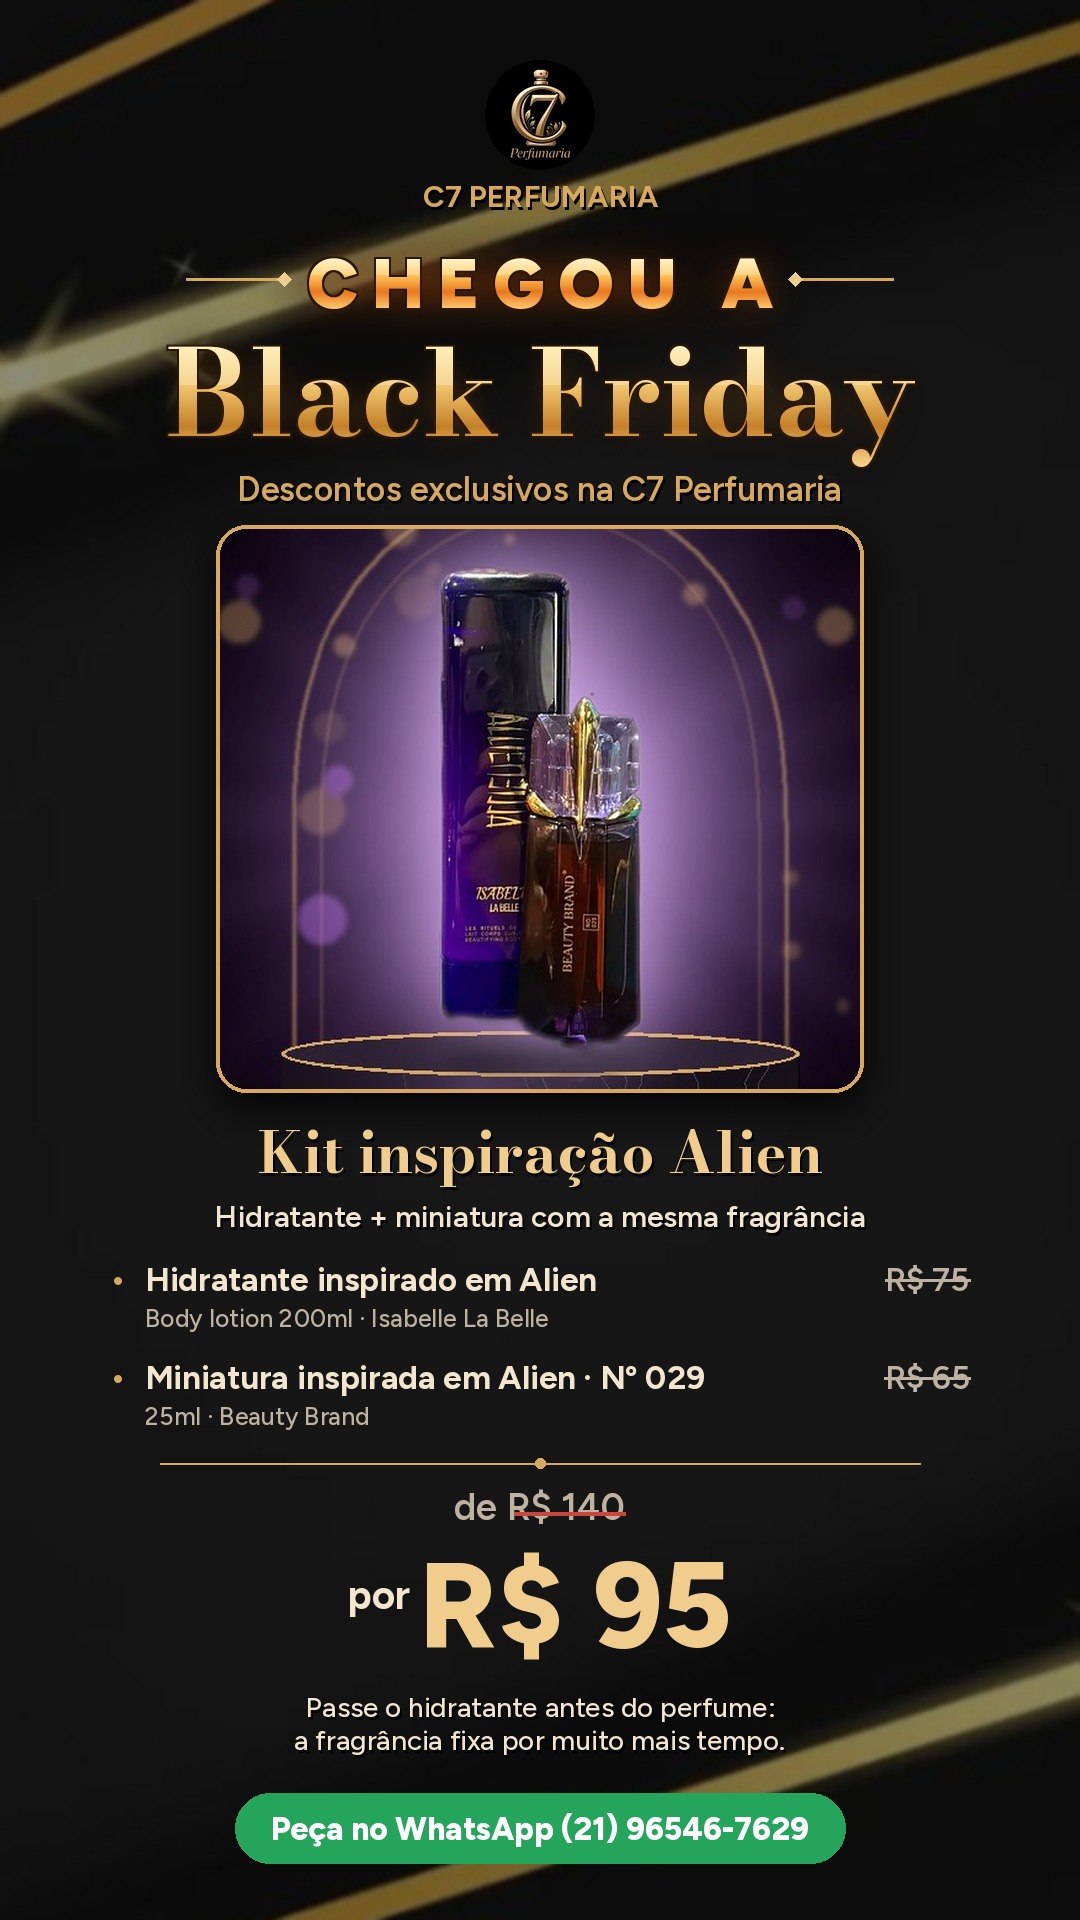 C7
Perfumaria
C7 PERFUMARIA
CHEGOU A
Black Friday
Descontos exclusivos na C7 Perfumaria
LA BELLE
BEAUTY BRAND
NO.
029
Kit inspiração Alien
Hidratante + miniatura com a mesma fragrância
• Hidratante inspirado em Alien R$ 75
Body lotion 200ml · Isabelle La Belle
• Miniatura inspirada em Alien · Nº 029 R$ 65
25ml · Beauty Brand
de R$ 140
por R$ 95
Passe o hidratante antes do perfume:
a fragrância fixa por muito mais tempo.
Peça no WhatsApp (21) 96546-7629